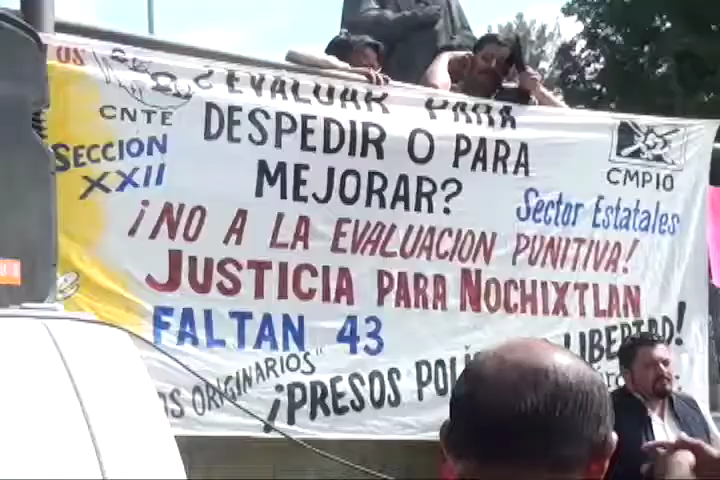 ¿EVALUAR PARA
DESPEDIR O PARA
MEJORAR?
CNTE
SECCION
XXII
CMPIO
Sector Estatales
¡NO A LA EVALUACION PUNITIVA!
JUSTICIA PARA NOCHIXTLAN
FALTAN 43
ORIGINARIOS"
¡PRESOS LIBERTAD!